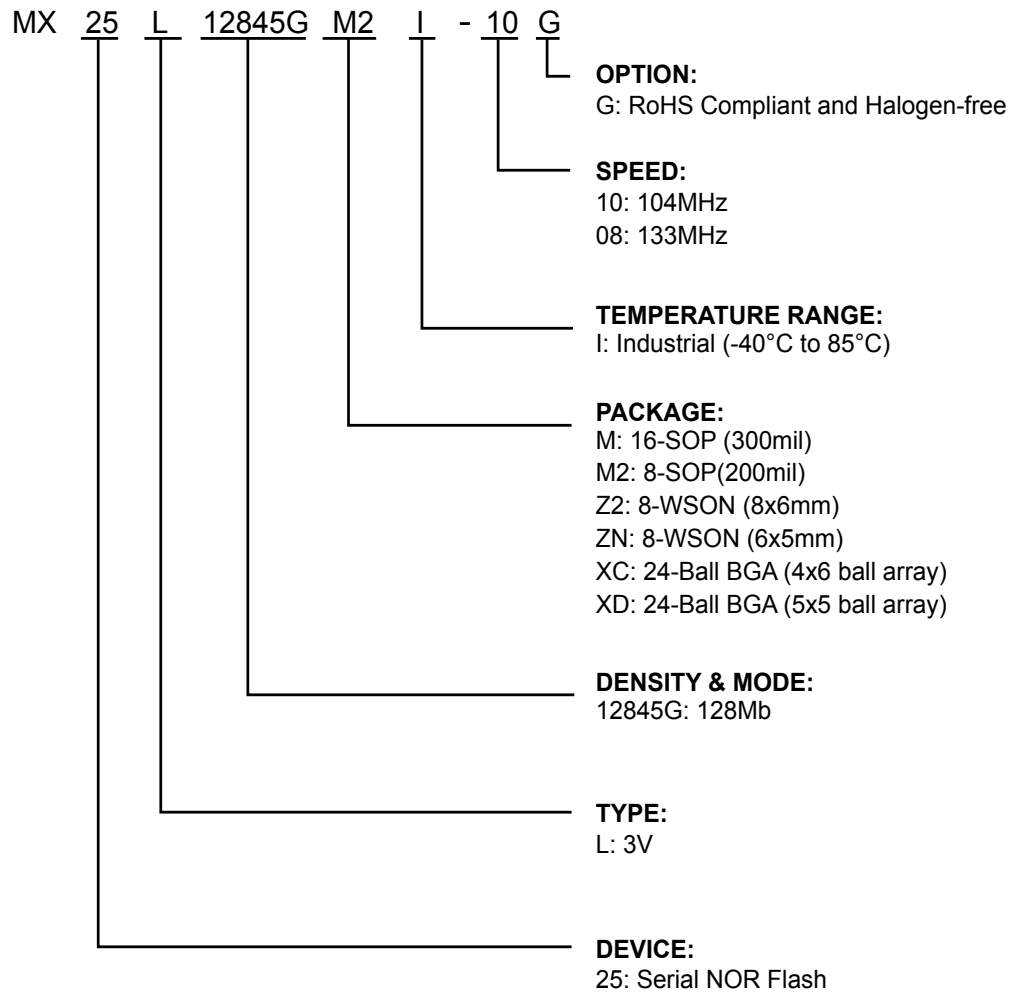 MX 25 L 12845G M2 I - 10 G
OPTION:
G: RoHS Compliant and Halogen-free
SPEED:
10: 104MHz
08: 133MHz
TEMPERATURE RANGE:
I: Industrial (-40°C to 85°C)
PACKAGE:
M: 16-SOP (300mil)
M2: 8-SOP(200mil)
Z2: 8-WSON (8x6mm)
ZN: 8-WSON (6x5mm)
XC: 24-Ball BGA (4x6 ball array)
XD: 24-Ball BGA (5x5 ball array)
DENSITY & MODE:
12845G: 128Mb
TYPE:
L: 3V
DEVICE:
25: Serial NOR Flash